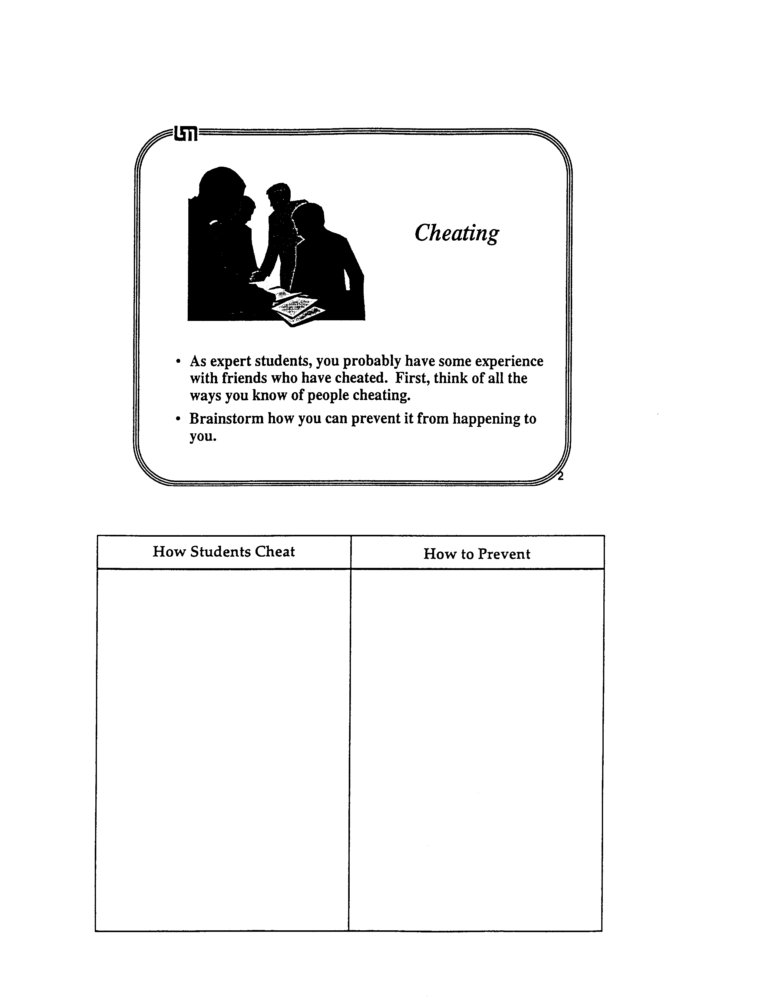 Cheating
• As expert students, you probably have some experience
with friends who have cheated. First, think of all the
ways you know of people cheating.
• Brainstorm how you can prevent it from happening to
you.
2
How Students Cheat
How to Prevent